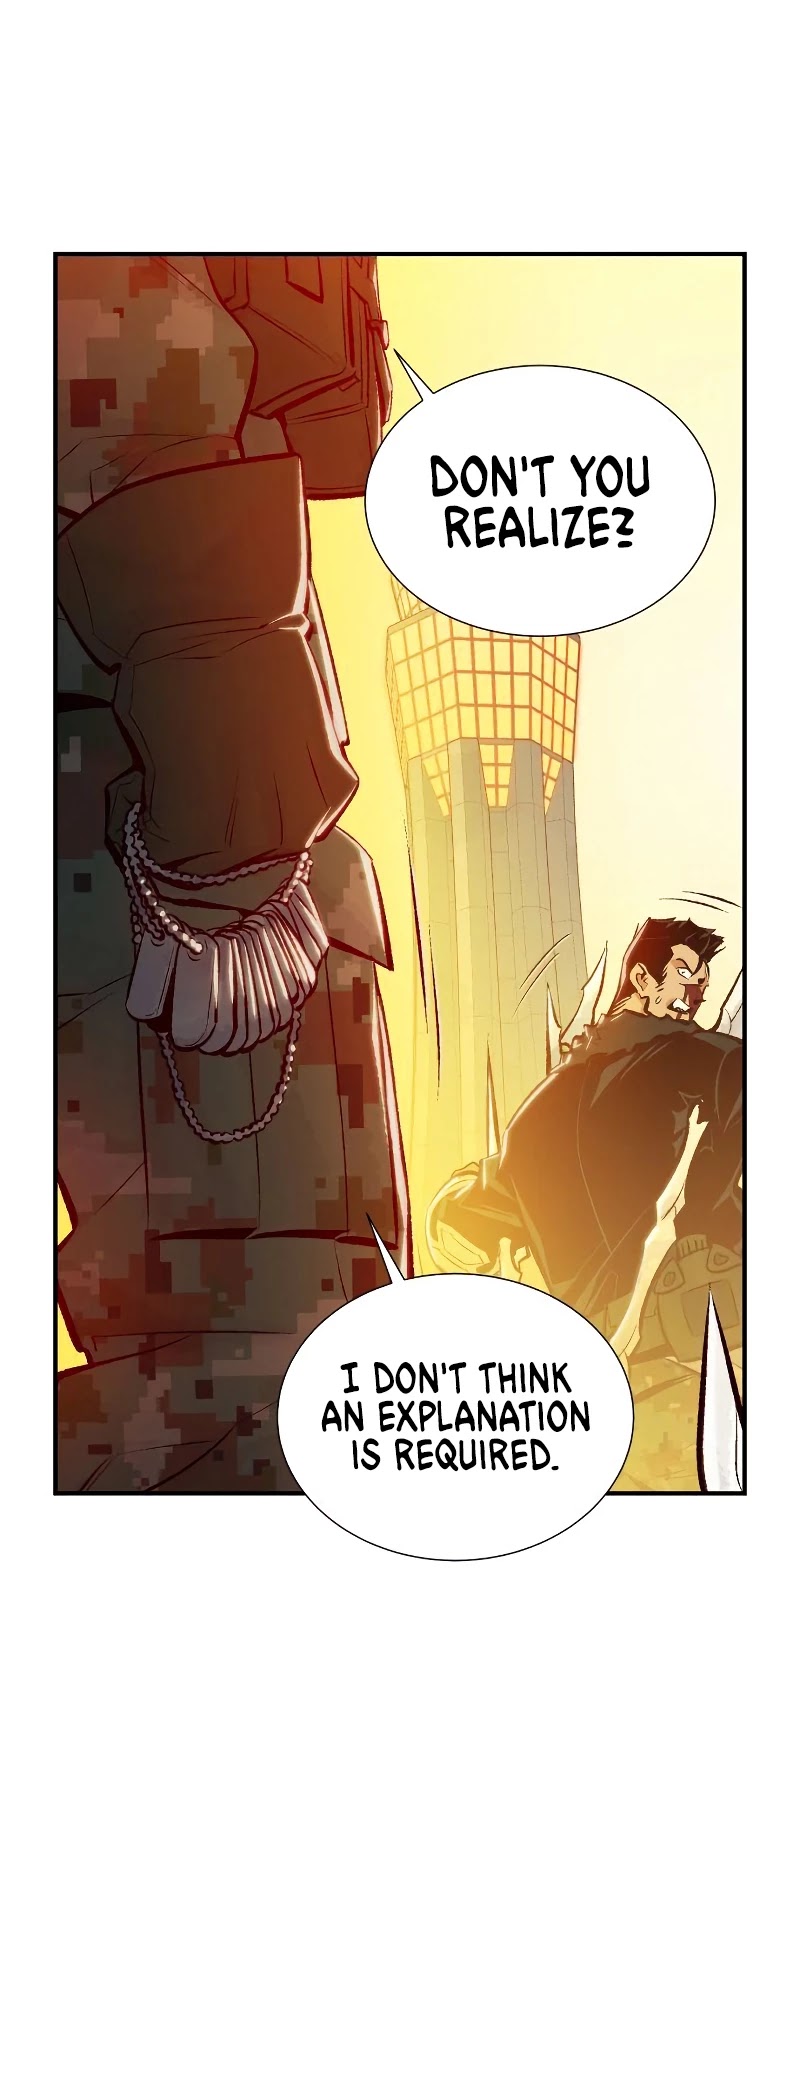 DON'T YOU
REALIZE?
I DON'T THINK
AN EXPLANATION
IS REQUIRED.